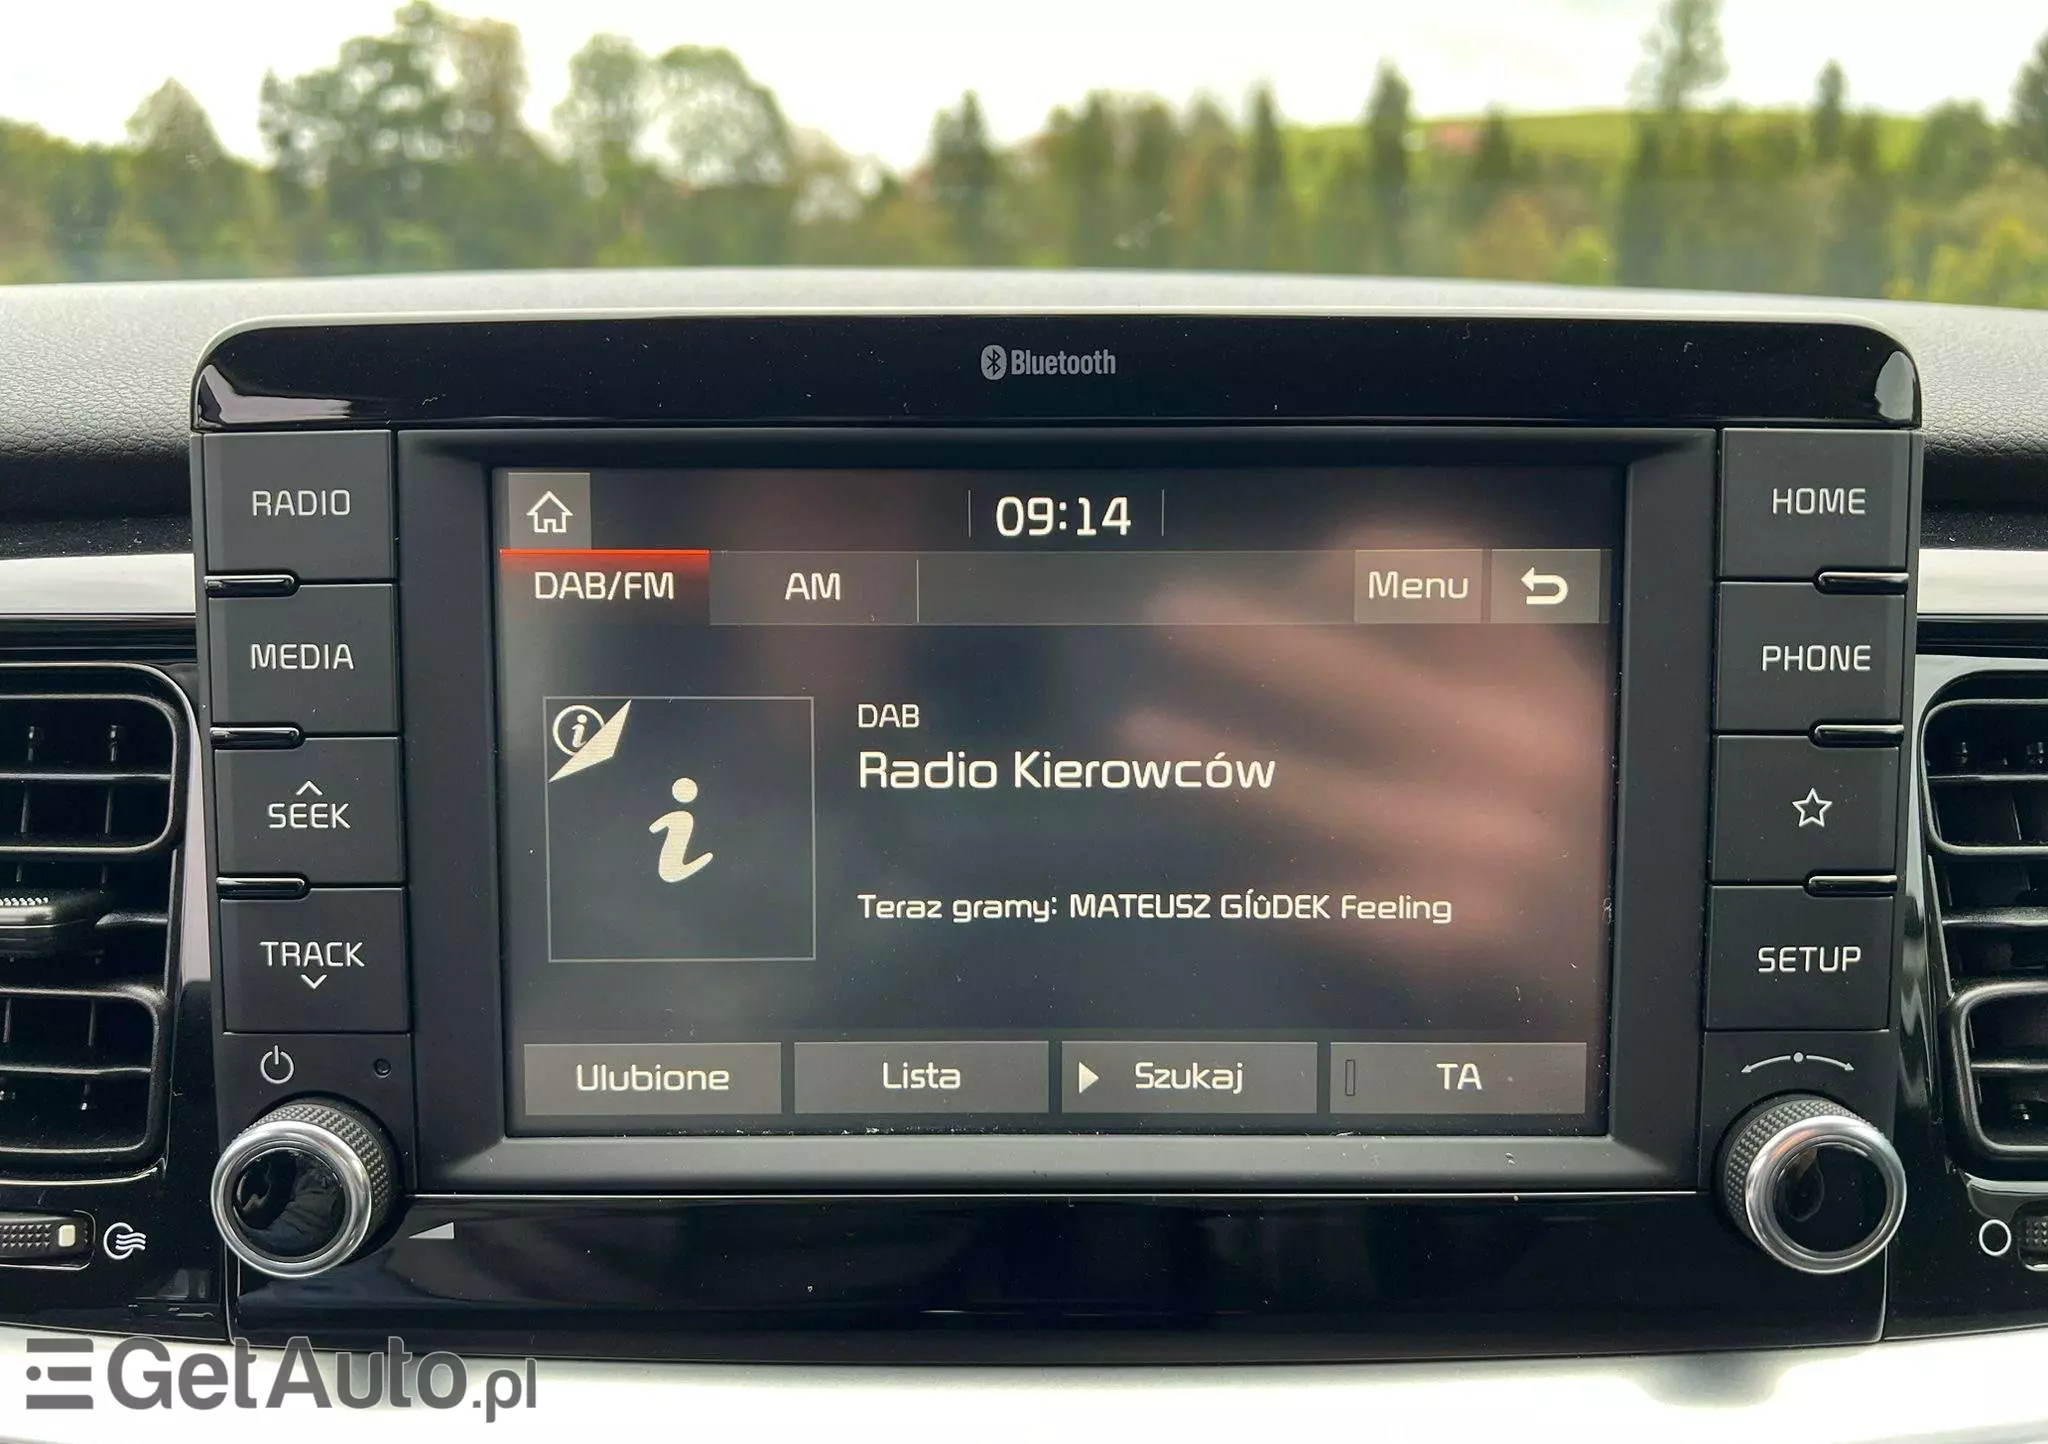 Bluetooth
RADIO
HOME
09:14
DAB/FM
AM
Menu
MEDIA
PHONE
DAB
Radio Kierowców
SEEK
Teraz gramy: MATEUSZ GÍûDEK Feeling
TRACK
SETUP
Ulubione
Lista
Szukaj
TA
GetAuto.pl